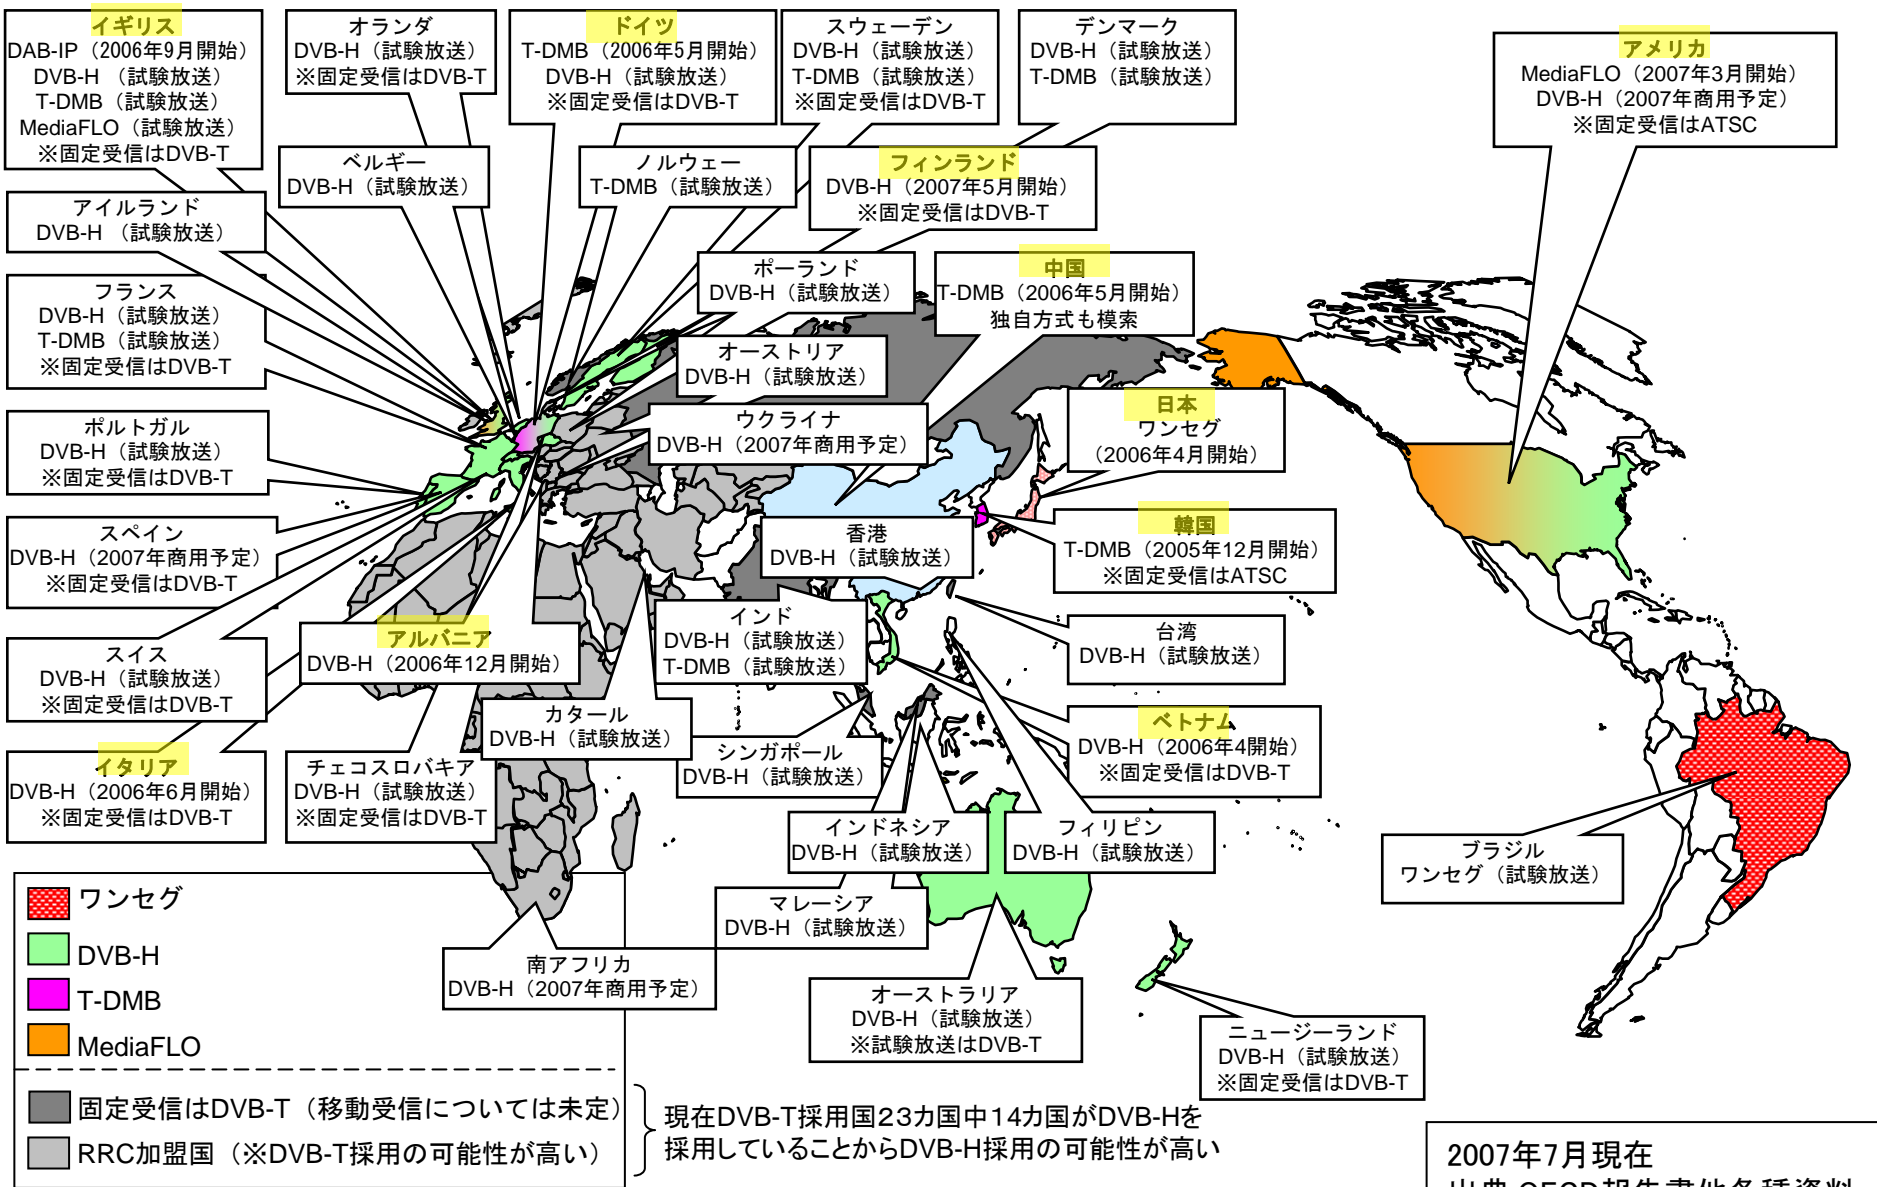 イギリス
DAB-IP（2006年9月開始）
DVB-H （試験放送）
T-DMB（試験放送）
MediaFLO（試験放送）
※固定受信はDVB-T
オランダ
DVB-H（試験放送）
※固定受信はDVB-T
ドイツ
T-DMB（2006年5月開始）
DVB-H（試験放送）
※固定受信はDVB-T
スウェーデン
DVB-H（試験放送）
T-DMB（試験放送）
※固定受信はDVB-T
デンマーク
DVB-H（試験放送）
T-DMB（試験放送）
アメリカ
MediaFLO（2007年3月開始）
DVB-H（2007年商用予定）
※固定受信はATSC
ベルギー
DVB-H（試験放送）
ノルウェー
T-DMB（試験放送）
フィンランド
DVB-H（2007年5月開始）
※固定受信はDVB-T
アイルランド
DVB-H （試験放送）
フランス
DVB-H（試験放送）
T-DMB（試験放送）
※固定受信はDVB-T
ポーランド
DVB-H（試験放送）
中国
T-DMB（2006年5月開始）
独自方式も模索
オーストリア
DVB-H（試験放送）
ポルトガル
DVB-H（試験放送）
※固定受信はDVB-T
ウクライナ
DVB-H（2007年商用予定）
日本
ワンセグ
（2006年4月開始）
スペイン
DVB-H（2007年商用予定）
※固定受信はDVB-T
香港
DVB-H（試験放送）
韓国
T-DMB（2005年12月開始）
※固定受信はATSC
スイス
DVB-H（試験放送）
※固定受信はDVB-T
アルバニア
DVB-H（2006年12月開始）
インド
DVB-H（試験放送）
T-DMB（試験放送）
台湾
DVB-H（試験放送）
イタリア
DVB-H（2006年6月開始）
※固定受信はDVB-T
チェコスロバキア
DVB-H（試験放送）
※固定受信はDVB-T
カタール
DVB-H（試験放送）
シンガポール
DVB-H（試験放送）
ベトナム
DVB-H（2006年4開始）
※固定受信はDVB-T
インドネシア
DVB-H（試験放送）
フィリピン
DVB-H（試験放送）
ブラジル
ワンセグ（試験放送）
マレーシア
DVB-H（試験放送）
南アフリカ
DVB-H（2007年商用予定）
オーストラリア
DVB-H（試験放送）
※試験放送はDVB-T
ニュージーランド
DVB-H（試験放送）
※固定受信はDVB-T
ワンセグ
DVB-H
T-DMB
MediaFLO
固定受信はDVB-T（移動受信については未定）
RRC加盟国（※DVB-T採用の可能性が高い）
現在DVB-T採用国23カ国中14カ国がDVB-Hを
採用していることからDVB-H採用の可能性が高い
2007年7月現在
出典 OECD報告書他各種資料